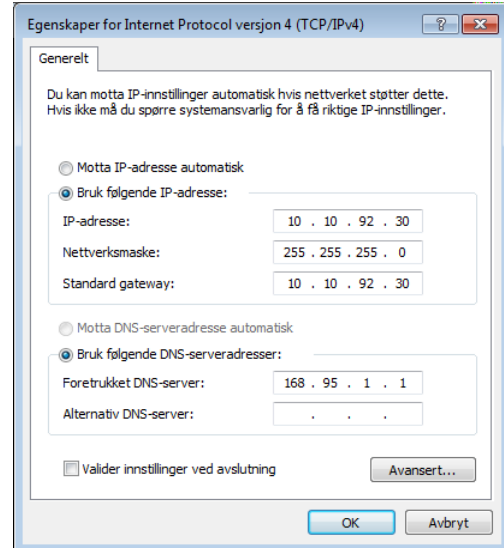 Egenskaper for Internet Protocol versjon 4 (TCP/IPv4)
Generelt
Du kan motta IP-innstillinger automatisk hvis nettverket støtter dette.
Hvis ikke må du spørre systemansvarlig for å få riktige IP-innstillinger.
Motta IP-adresse automatisk
Bruk følgende IP-adresse:
IP-adresse: 10 . 10 . 92 . 30
Nettverksmaske: 255 . 255 . 255 . 0
Standard gateway: 10 . 10 . 92 . 30
Motta DNS-serveradresse automatisk
Bruk følgende DNS-serveradresser:
Foretrukket DNS-server: 168 . 95 . 1 . 1
Alternativ DNS-server: . . .
Valider innstillinger ved avslutning
Avansert...
OK Avbryt